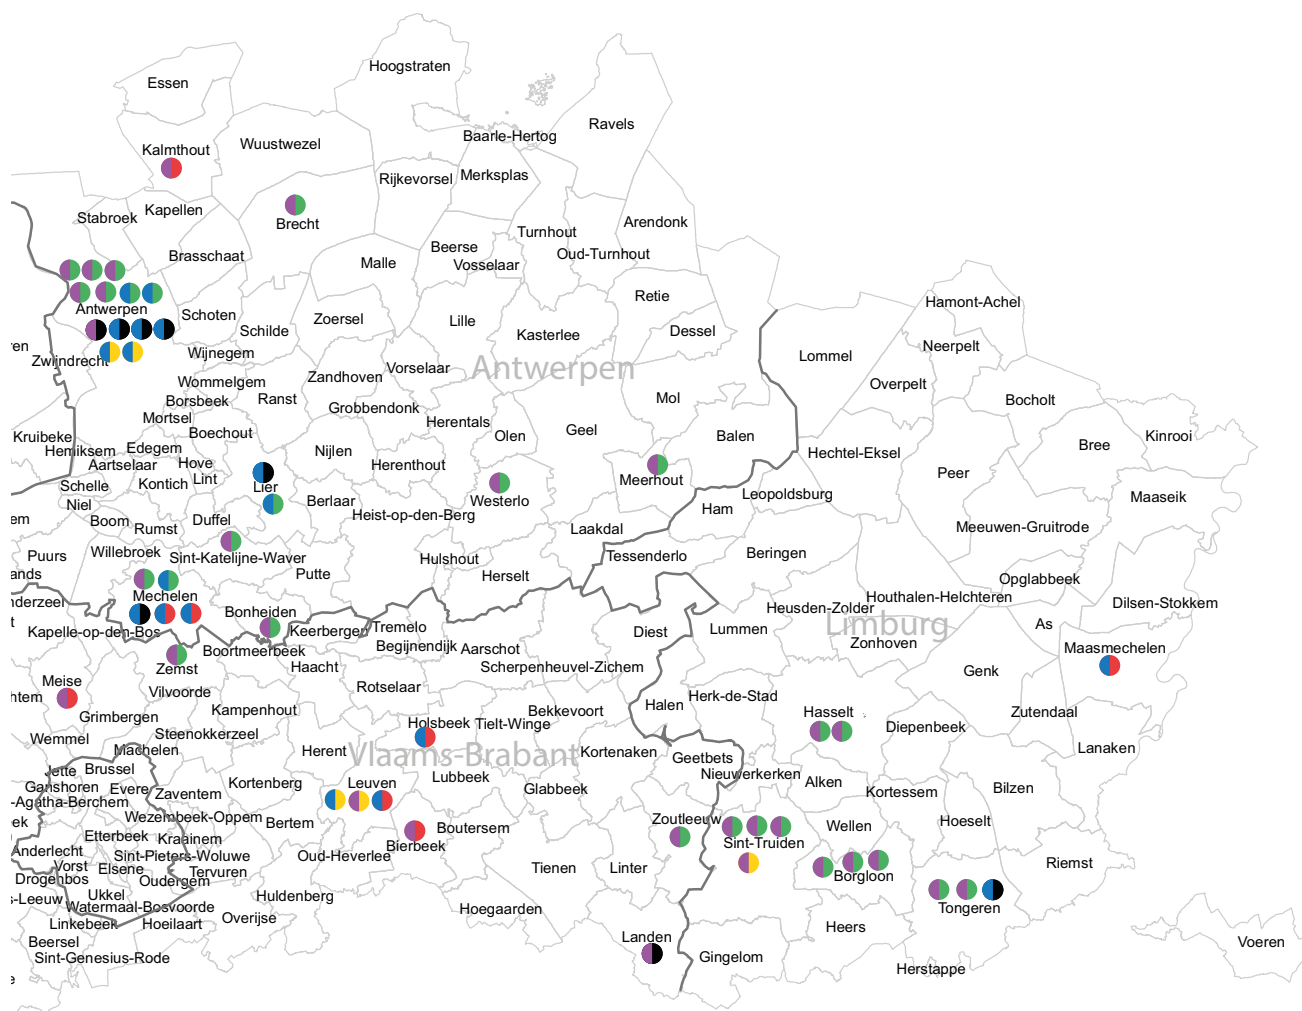 Hoogstraten
Essen
Ravels
Baarle-Hertog
Wuustwezel
Kalmthout
Merksplas
Rijkevorsel
Kapellen
Stabroek
Brecht
Arendonk
Turnhout
Beerse
Oud-Turnhout
Brasschaat
Malle
Vosselaar
Retie
Hamont-Achel
Antwerpen
Schoten
Zoersel
Lille
Schilde
Kasterlee
Dessel
ren
Neerpelt
Zwijndrecht
Wijnegem
Lommel
Vorselaar
Antwerpen
Zandhoven
Wommelgem
Overpelt
Borsbeek
Ranst
Mol
Bocholt
Grobbendonk
Mortsel
Herentals
Geel
Boechout
Kruibeke
Olen
Balen
Kinrooi
Bree
Edegem
Hemiksem
Nijlen
Hechtel-Eksel
Aartselaar
Hove
Herenthout
Peer
Lint
Meerhout
Kontich
Schelle
Lier
Leopoldsburg
Maaseik
Westerlo
Berlaar
Niel
Ham
Heist-op-den-Berg
em
Boom
Duffel
Rumst
Laakdal
Meeuwen-Gruitrode
Willebroek
Puurs
Sint-Katelijne-Waver
Hulshout
Tessenderlo
Beringen
ands
Putte
Herselt
Opglabbeek
Mechelen
Houthalen-Helchteren
nderzeel
Dilsen-Stokkem
Bonheiden
Heusden-Zolder
t
Limburg
As
Kapelle-op-den-Bos
Keerbergen
Tremelo
Diest
Lummen
Zonhoven
Begijnendijk
Aarschot
Maasmechelen
Boortmeerbeek
Zemst
Haacht
Scherpenheuvel-Zichem
Genk
Meise
Rotselaar
Vilvoorde
chtem
Herk-de-Stad
Halen
Kampenhout
Bekkevoort
Hasselt
Zutendaal
Grimbergen
Holsbeek
Tielt-Winge
Diepenbeek
Steenokkerzeel
Wemmel
Machelen
Herent
Vlaams-Brabant
Kortenaken
Lanaken
Geetbets
Jette
Brussel
Nieuwerkerken
Lubbeek
Leuven
Kortenberg
Alken
Ganshoren
Evere
Zaventem
Glabbeek
Kortessem
Bilzen
-Agatha-Berchem
Wezembeek-Oppem
Zoutleeuw
eek
Bertem
Boutersem
Wellen
Hoeselt
Etterbeek
Kraainem
Bierbeek
Sint-Truiden
Anderlecht
Sint-Pieters-Woluwe
Oud-Heverlee
Riemst
Vorst
Elsene
Tervuren
Tienen
Linter
Borgloon
Drogenbos
Oudergem
Ukkel
Huldenberg
s-Leeuw
Watermaal-Bosvoorde
Hoegaarden
Tongeren
Overijse
Linkebeek
Hoeilaart
Heers
Landen
Beersel
Voeren
Sint-Genesius-Rode
Gingelom
Herstappe
e